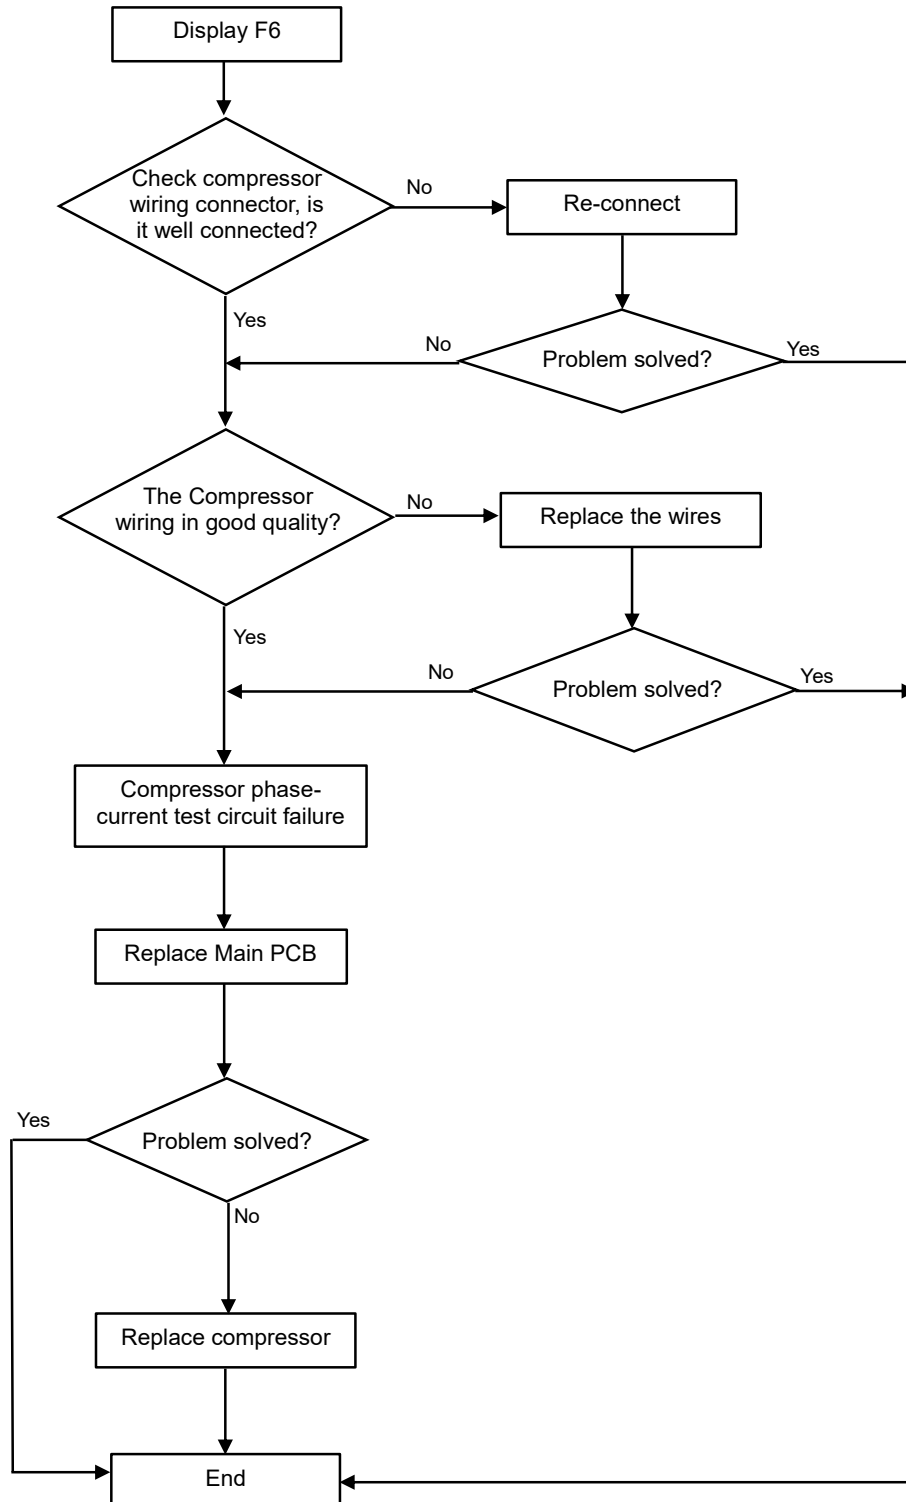 Display F6
Check compressor
wiring connector, is
it well connected?
No
Re-connect
Yes
No
Problem solved?
Yes
The Compressor
wiring in good quality?
No
Replace the wires
Yes
No
Problem solved?
Yes
Compressor phase-
current test circuit failure
Replace Main PCB
Yes
Problem solved?
No
Replace compressor
End